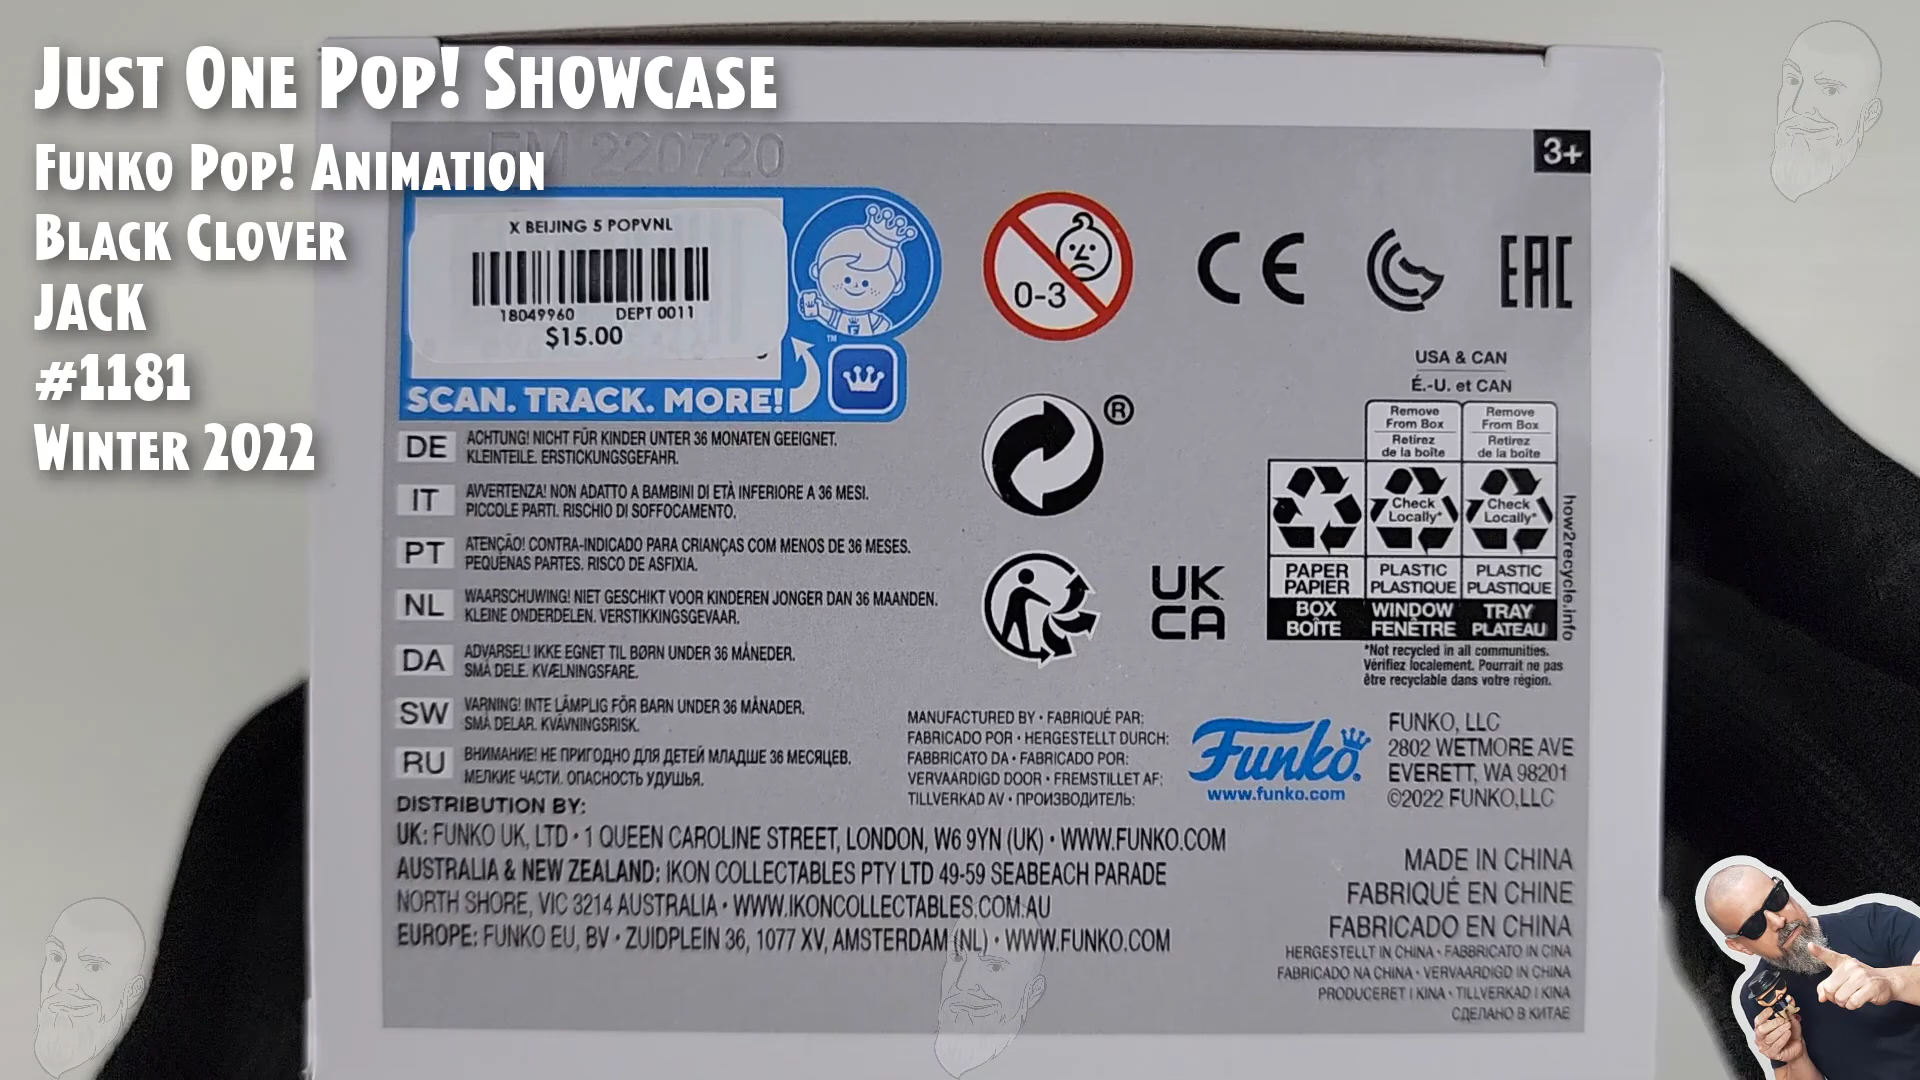 Just One Pop! Showcase
Funko Pop! Animation
Black Clover
Jack
#1181
Winter 2022
EM 220720
3+
X BEIJING 5 POPVNL
18049960 DEPT 0011
$15.00
SCAN. TRACK. MORE!
TM
0-3
CE
EAC
USA & CAN
É.-U. et CAN
Remove From Box
Retirez de la boîte
Remove From Box
Retirez de la boîte
Check Locally*
Check Locally*
PAPER PAPIER
PLASTIC PLASTIQUE
PLASTIC PLASTIQUE
BOX BOÎTE
WINDOW FENÊTRE
TRAY PLATEAU
how2recycle.info
*Not recycled in all communities.
Vérifiez localement. Pourrait ne pas
être recyclable dans votre région.
®
UK
CA
DE ACHTUNG! NICHT FÜR KINDER UNTER 36 MONATEN GEEIGNET.
KLEINTEILE. ERSTICKUNGSGEFAHR.
IT AVVERTENZA! NON ADATTO A BAMBINI DI ETÀ INFERIORE A 36 MESI.
PICCOLE PARTI. RISCHIO DI SOFFOCAMENTO.
PT ATENÇÃO! CONTRA-INDICADO PARA CRIANÇAS COM MENOS DE 36 MESES.
PEQUENAS PARTES. RISCO DE ASFIXIA.
NL WAARSCHUWING! NIET GESCHIKT VOOR KINDEREN JONGER DAN 36 MAANDEN.
KLEINE ONDERDELEN. VERSTIKKINGSGEVAAR.
DA ADVARSEL! IKKE EGNET TIL BØRN UNDER 36 MÅNEDER.
SMÅ DELE. KVÆLNINGSFARE.
SW VARNING! INTE LÄMPLIG FÖR BARN UNDER 36 MÅNADER.
SMÅ DELAR. KVÄVNINGSRISK.
RU ВНИМАНИЕ! НЕ ПРИГОДНО ДЛЯ ДЕТЕЙ МЛАДШЕ 36 МЕСЯЦЕВ.
МЕЛКИЕ ЧАСТИ. ОПАСНОСТЬ УДУШЬЯ.
MANUFACTURED BY • FABRIQUÉ PAR:
FABRICADO POR • HERGESTELLT DURCH:
FABBRICATO DA • FABRICADO POR:
VERVAARDIGD DOOR • FREMSTILLET AF:
TILLVERKAD AV • ПРОИЗВОДИТЕЛЬ:
Funko
www.funko.com
FUNKO, LLC
2802 WETMORE AVE
EVERETT, WA 98201
©2022 FUNKO,LLC
DISTRIBUTION BY:
UK: FUNKO UK, LTD • 1 QUEEN CAROLINE STREET, LONDON, W6 9YN (UK) • WWW.FUNKO.COM
AUSTRALIA & NEW ZEALAND: IKON COLLECTABLES PTY LTD 49-59 SEABEACH PARADE
NORTH SHORE, VIC 3214 AUSTRALIA • WWW.IKONCOLLECTABLES.COM.AU
EUROPE: FUNKO EU, BV • ZUIDPLEIN 36, 1077 XV, AMSTERDAM (NL) • WWW.FUNKO.COM
MADE IN CHINA
FABRIQUÉ EN CHINE
FABRICADO EN CHINA
HERGESTELLT IN CHINA • FABBRICATO IN CINA
FABRICADO NA CHINA • VERVAARDIGD IN CHINA
PRODUCERET I KINA • TILLVERKAD I KINA
СДЕЛАНО В КИТАЕ